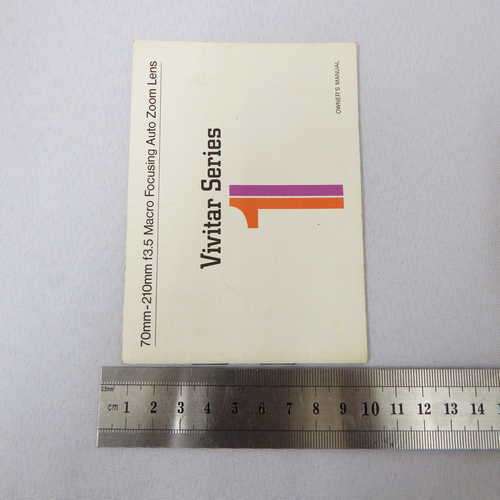 70mm-210mm f3.5 Macro Focusing Auto Zoom Lens
Vivitar Series
1
OWNER'S MANUAL
cm 1 2 3 4 5 6 7 8 9 10 11 12 13 14